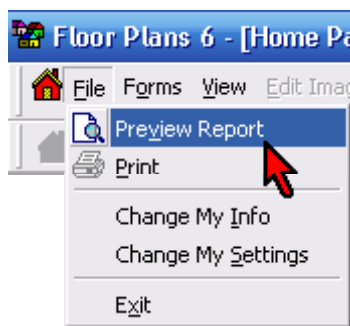 Floor Plans 6 - [Home Pa
File Forms View Edit Imag
Preview Report
Print
Change My Info
Change My Settings
Exit